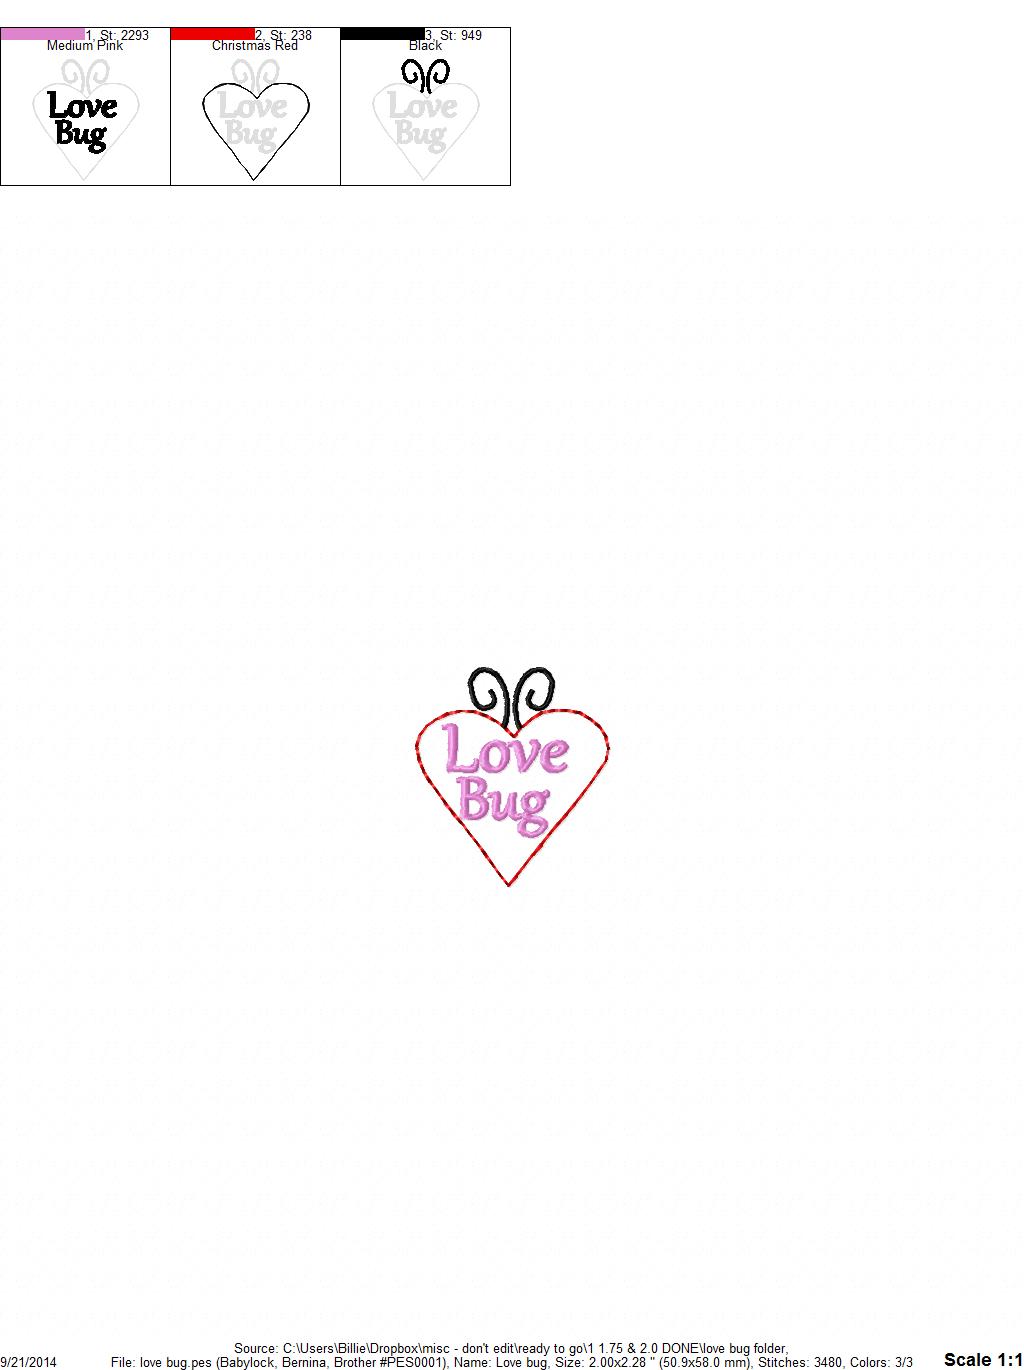 1, St: 2293
Medium Pink
Love
Bug
2, St: 238
Christmas Red
Love
Bug
3, St: 949
Black
Love
Bug
Love
Bug
Source: C:\Users\Billie\Dropbox\misc - don't edit\ready to go\1 1.75 & 2.0 DONE\love bug folder,
9/21/2014 File: love bug.pes (Babylock, Bernina, Brother #PES0001), Name: Love bug, Size: 2.00x2.28 " (50.9x58.0 mm), Stitches: 3480, Colors: 3/3 Scale 1:1